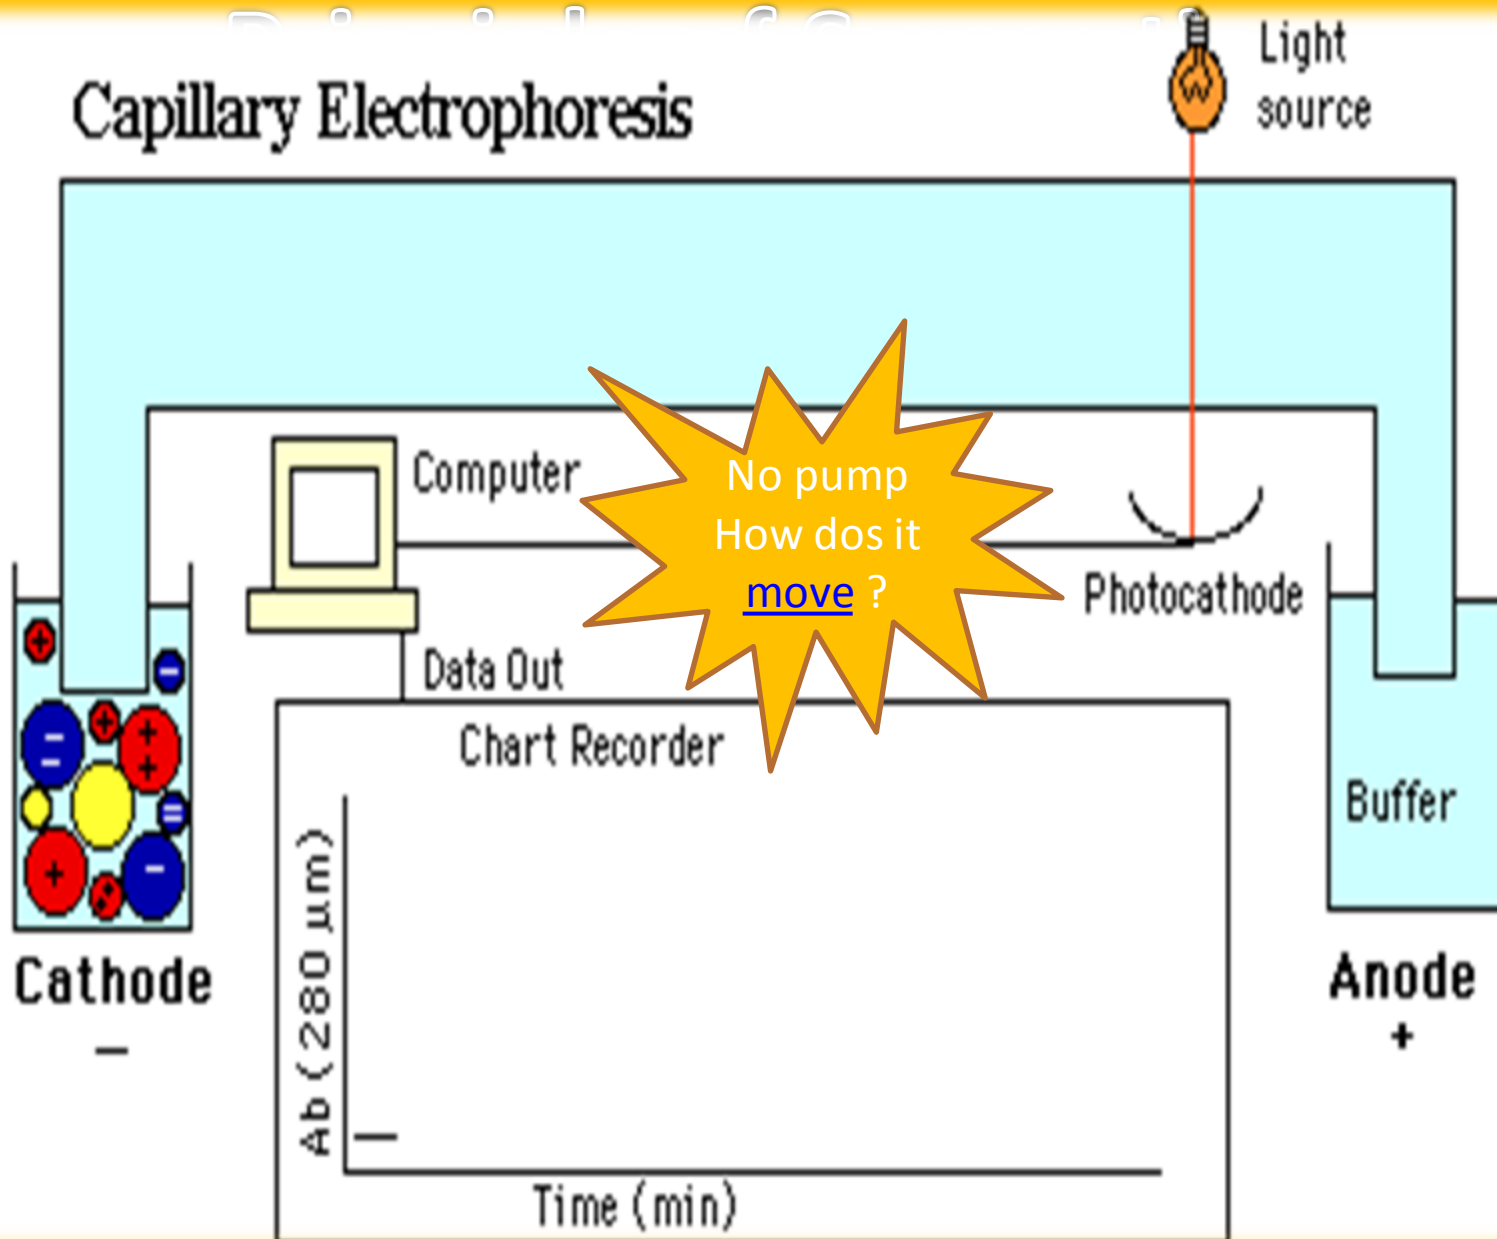 Light
source
Capillary Electrophoresis
Computer
No pump
How dos it
move ?
Photocathode
Data Out
Chart Recorder
Buffer
Ab (280 µm)
Time (min)
Cathode
–
Anode
+